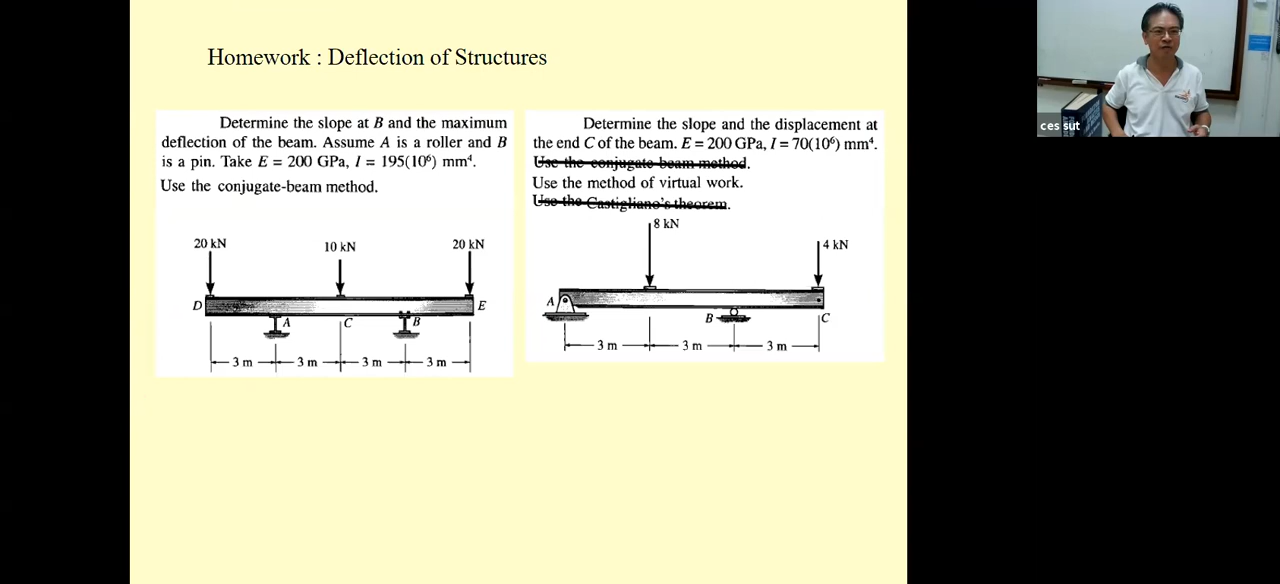 Homework : Deflection of Structures
Determine the slope at B and the maximum
deflection of the beam. Assume A is a roller and B
is a pin. Take E = 200 GPa, I = 195(10⁶) mm⁴.
Use the conjugate-beam method.
20 kN
10 kN
20 kN
D
E
A
C
B
3 m
3 m
3 m
3 m
Determine the slope and the displacement at
the end C of the beam. E = 200 GPa, I = 70(10⁶) mm⁴.
Use the conjugate-beam method.
Use the method of virtual work.
Use the Castigliano's theorem.
8 kN
4 kN
A
B
C
3 m
3 m
3 m
ces sut